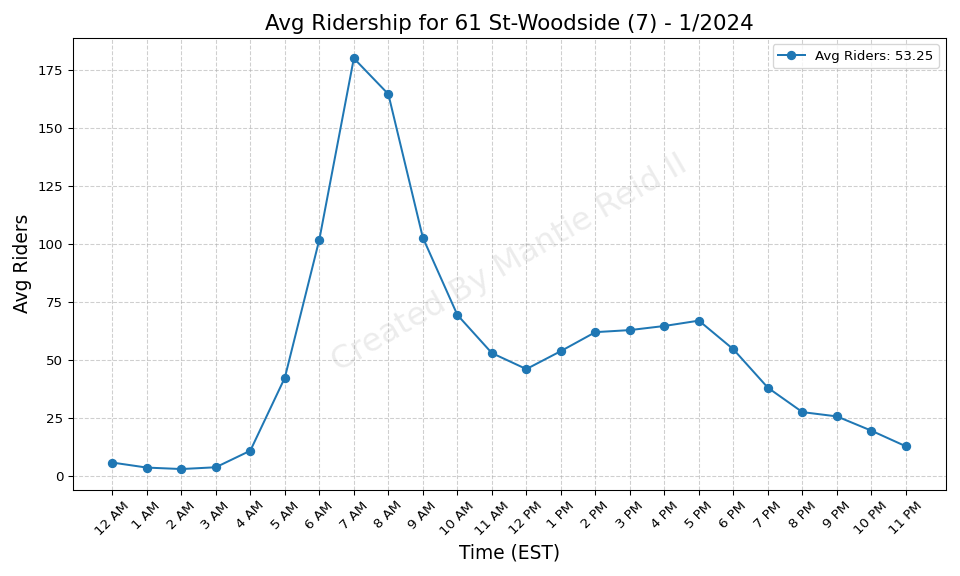 Avg Ridership for 61 St-Woodside (7) - 1/2024
Avg Riders: 53.25
175
150
125
100
75
50
25
0
Avg Riders
Created By Mantie Reid II
12 AM
1 AM
2 AM
3 AM
4 AM
5 AM
6 AM
7 AM
8 AM
9 AM
10 AM
11 AM
12 PM
1 PM
2 PM
3 PM
4 PM
5 PM
6 PM
7 PM
8 PM
9 PM
10 PM
11 PM
Time (EST)